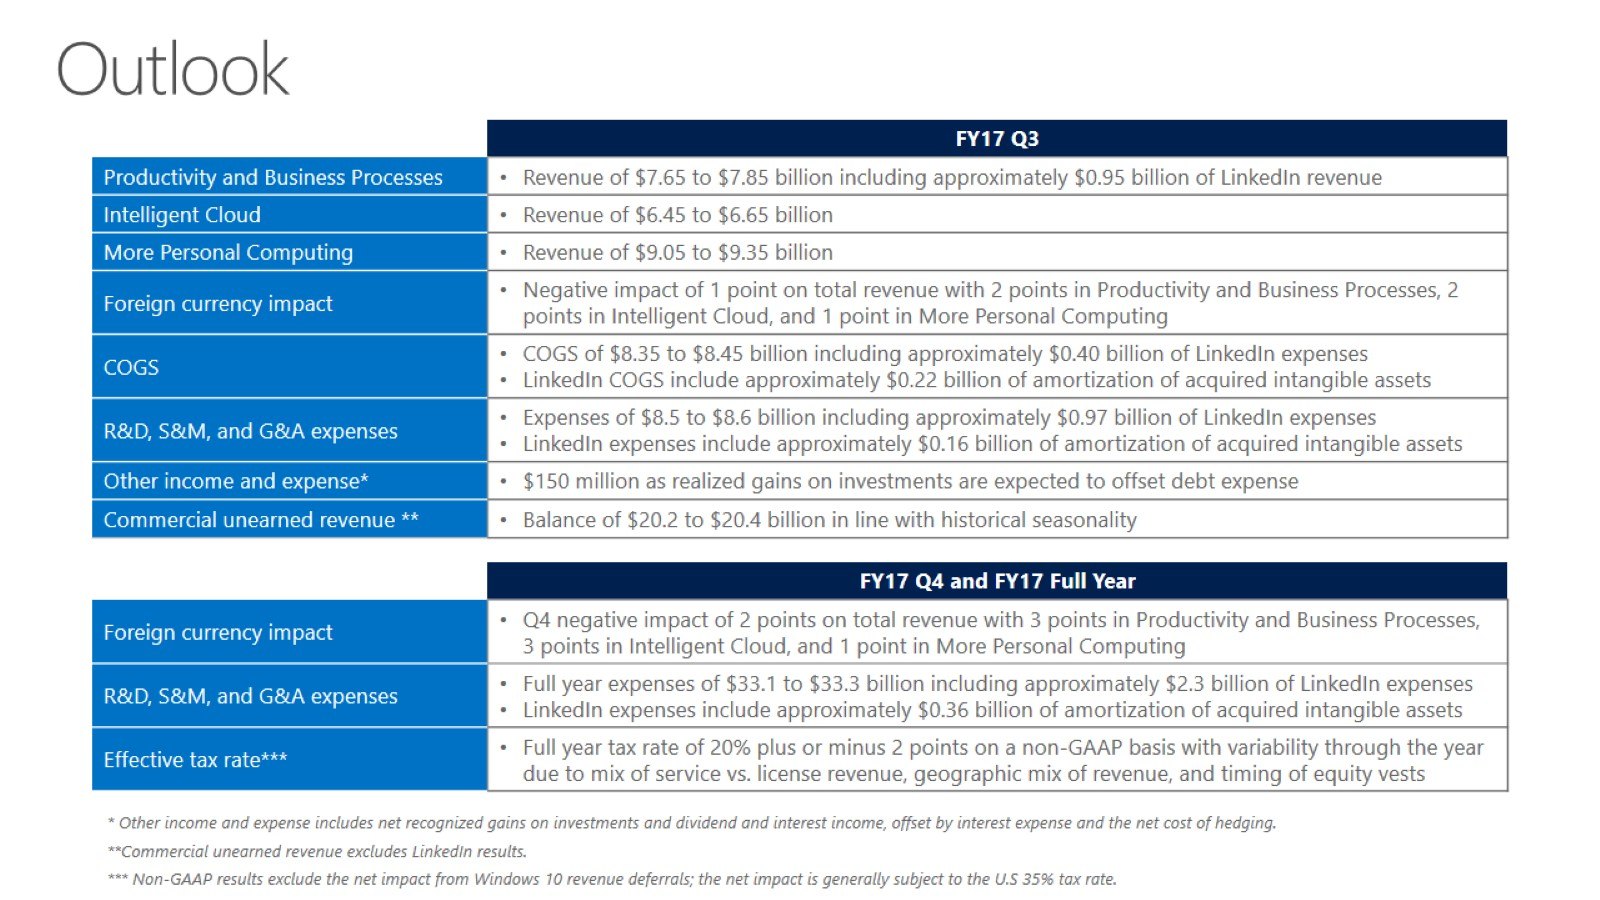 Outlook
FY17 Q3
Productivity and Business Processes
• Revenue of $7.65 to $7.85 billion including approximately $0.95 billion of LinkedIn revenue
Intelligent Cloud
• Revenue of $6.45 to $6.65 billion
More Personal Computing
• Revenue of $9.05 to $9.35 billion
Foreign currency impact
• Negative impact of 1 point on total revenue with 2 points in Productivity and Business Processes, 2
points in Intelligent Cloud, and 1 point in More Personal Computing
COGS
• COGS of $8.35 to $8.45 billion including approximately $0.40 billion of LinkedIn expenses
• LinkedIn COGS include approximately $0.22 billion of amortization of acquired intangible assets
R&D, S&M, and G&A expenses
• Expenses of $8.5 to $8.6 billion including approximately $0.97 billion of LinkedIn expenses
• LinkedIn expenses include approximately $0.16 billion of amortization of acquired intangible assets
Other income and expense*
• $150 million as realized gains on investments are expected to offset debt expense
Commercial unearned revenue **
• Balance of $20.2 to $20.4 billion in line with historical seasonality
FY17 Q4 and FY17 Full Year
Foreign currency impact
• Q4 negative impact of 2 points on total revenue with 3 points in Productivity and Business Processes,
3 points in Intelligent Cloud, and 1 point in More Personal Computing
R&D, S&M, and G&A expenses
• Full year expenses of $33.1 to $33.3 billion including approximately $2.3 billion of LinkedIn expenses
• LinkedIn expenses include approximately $0.36 billion of amortization of acquired intangible assets
Effective tax rate***
• Full year tax rate of 20% plus or minus 2 points on a non-GAAP basis with variability through the year
due to mix of service vs. license revenue, geographic mix of revenue, and timing of equity vests
* Other income and expense includes net recognized gains on investments and dividend and interest income, offset by interest expense and the net cost of hedging.
**Commercial unearned revenue excludes LinkedIn results.
*** Non-GAAP results exclude the net impact from Windows 10 revenue deferrals; the net impact is generally subject to the U.S 35% tax rate.